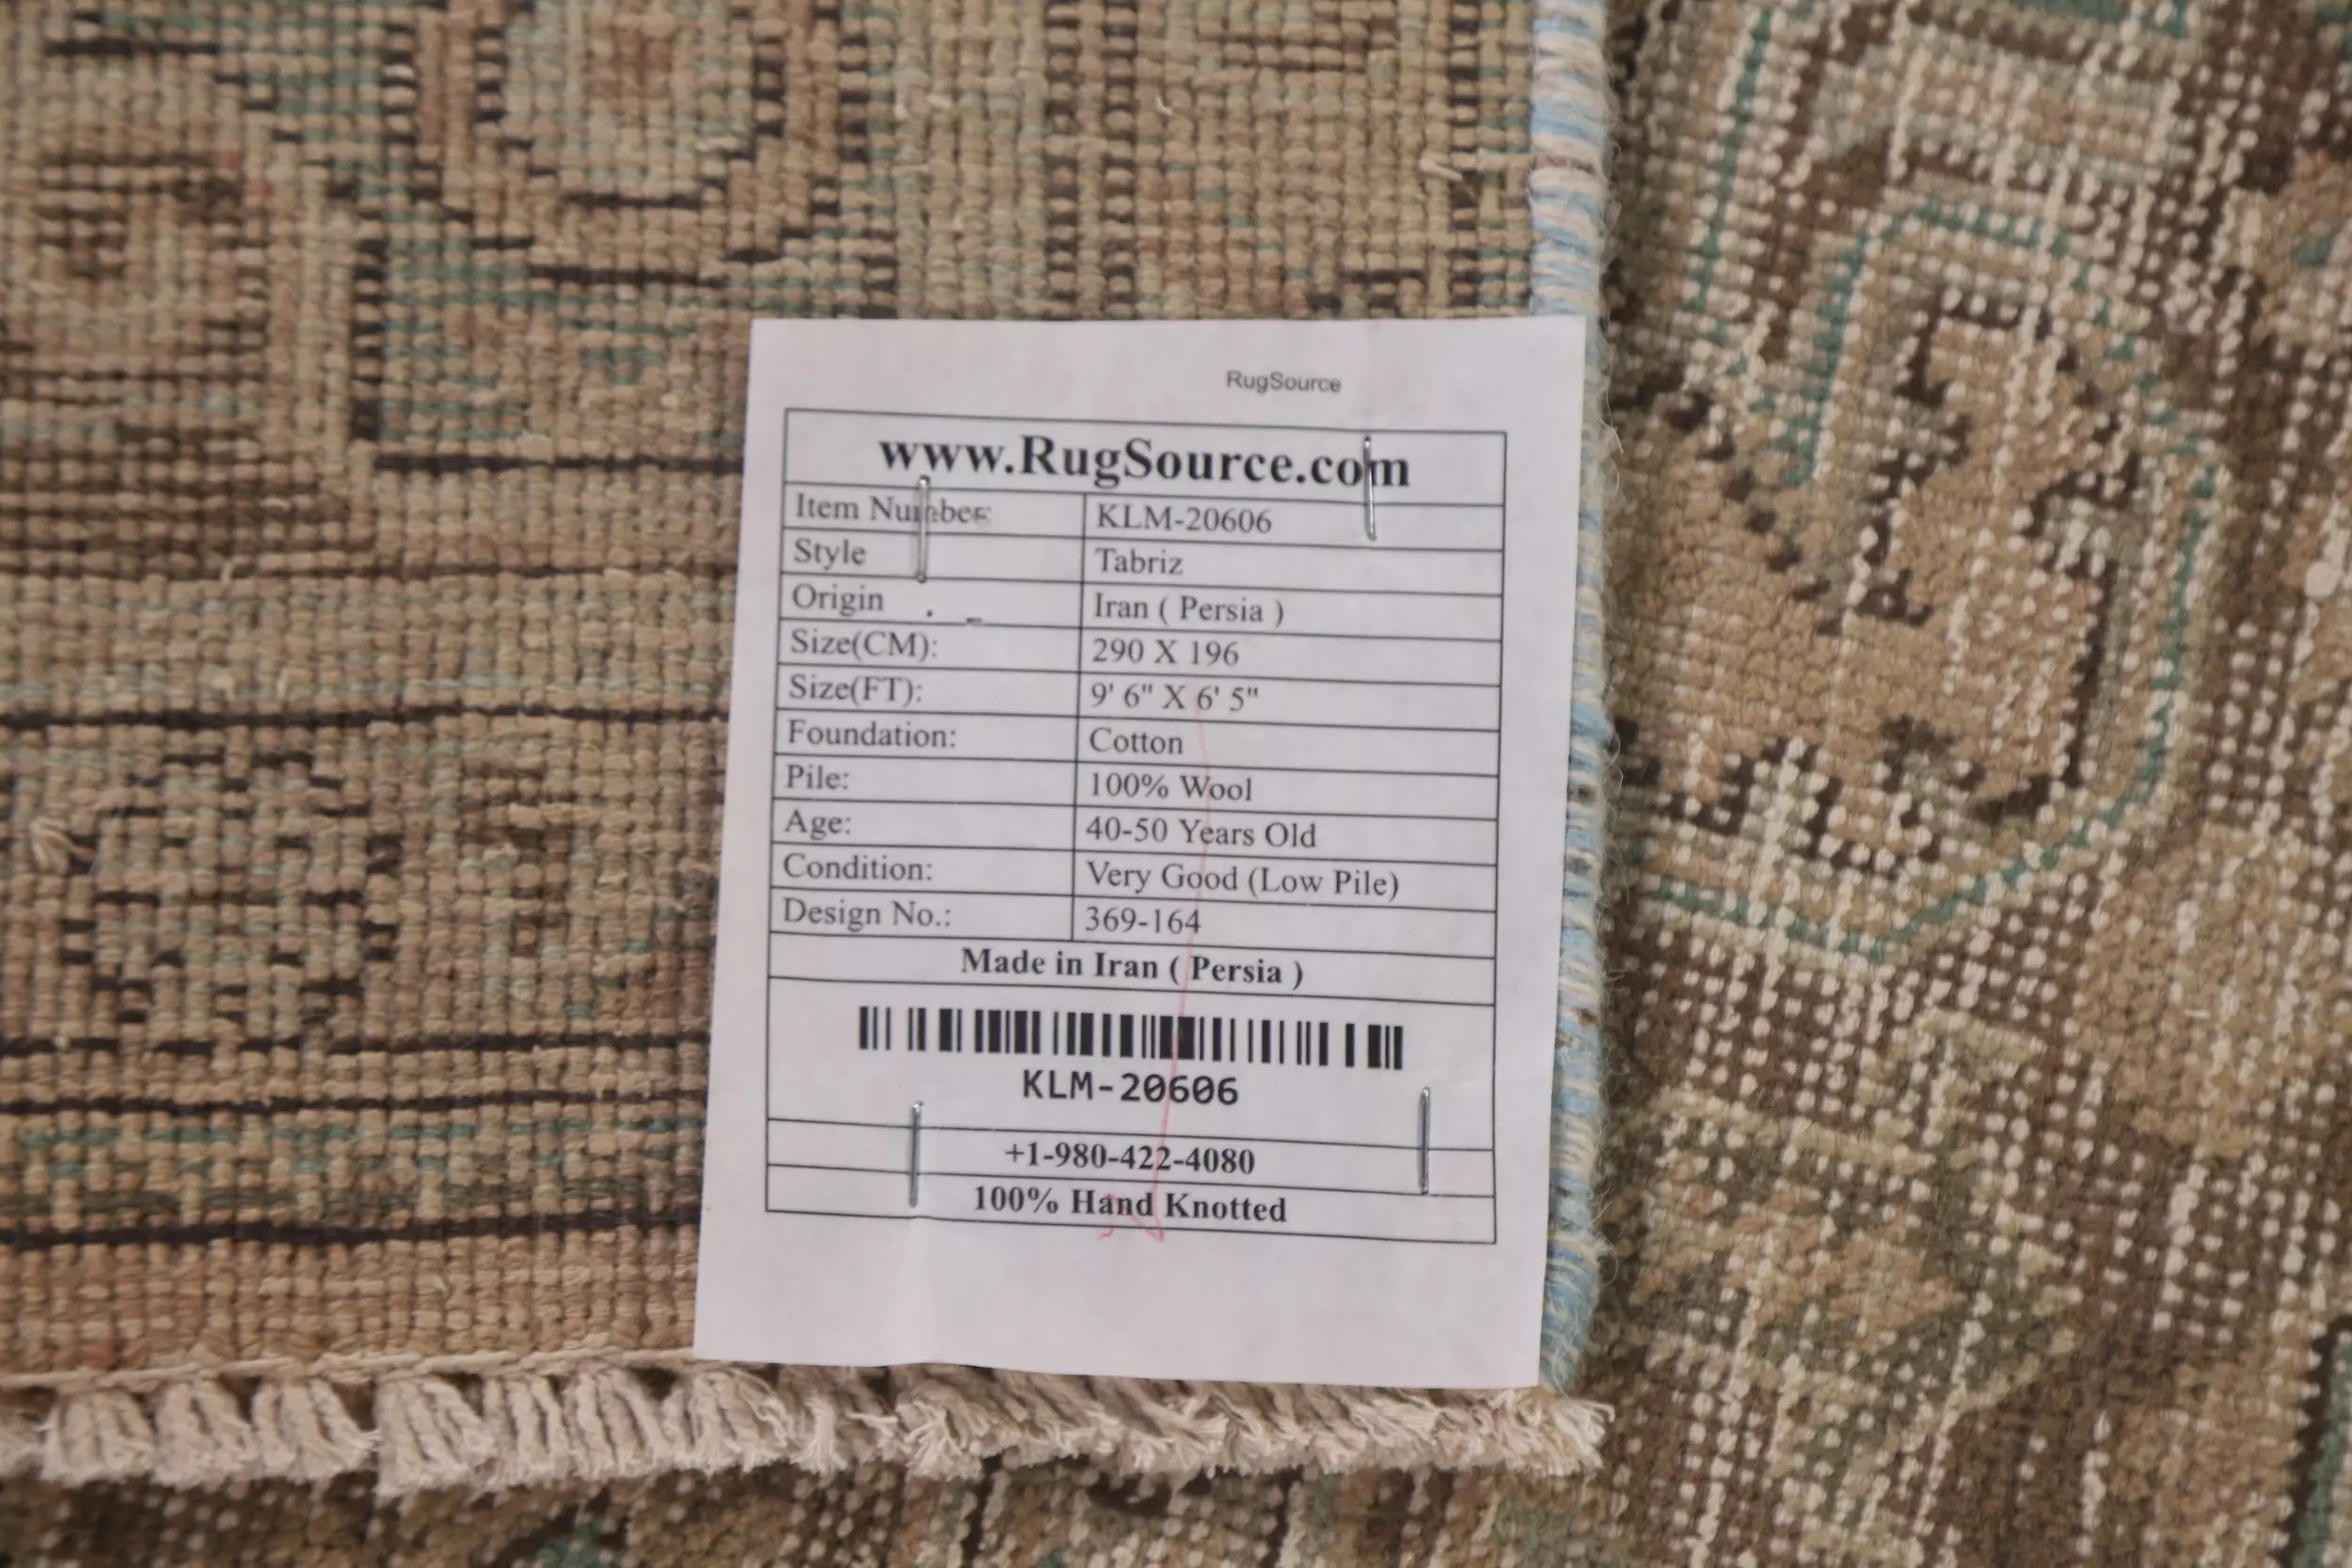 RugSource
www.RugSource.com
Item Number: KLM-20606
Style Tabriz
Origin Iran ( Persia )
Size(CM): 290 X 196
Size(FT): 9' 6" X 6' 5"
Foundation: Cotton
Pile: 100% Wool
Age: 40-50 Years Old
Condition: Very Good (Low Pile)
Design No.: 369-164
Made in Iran ( Persia )
KLM-20606
+1-980-422-4080
100% Hand Knotted